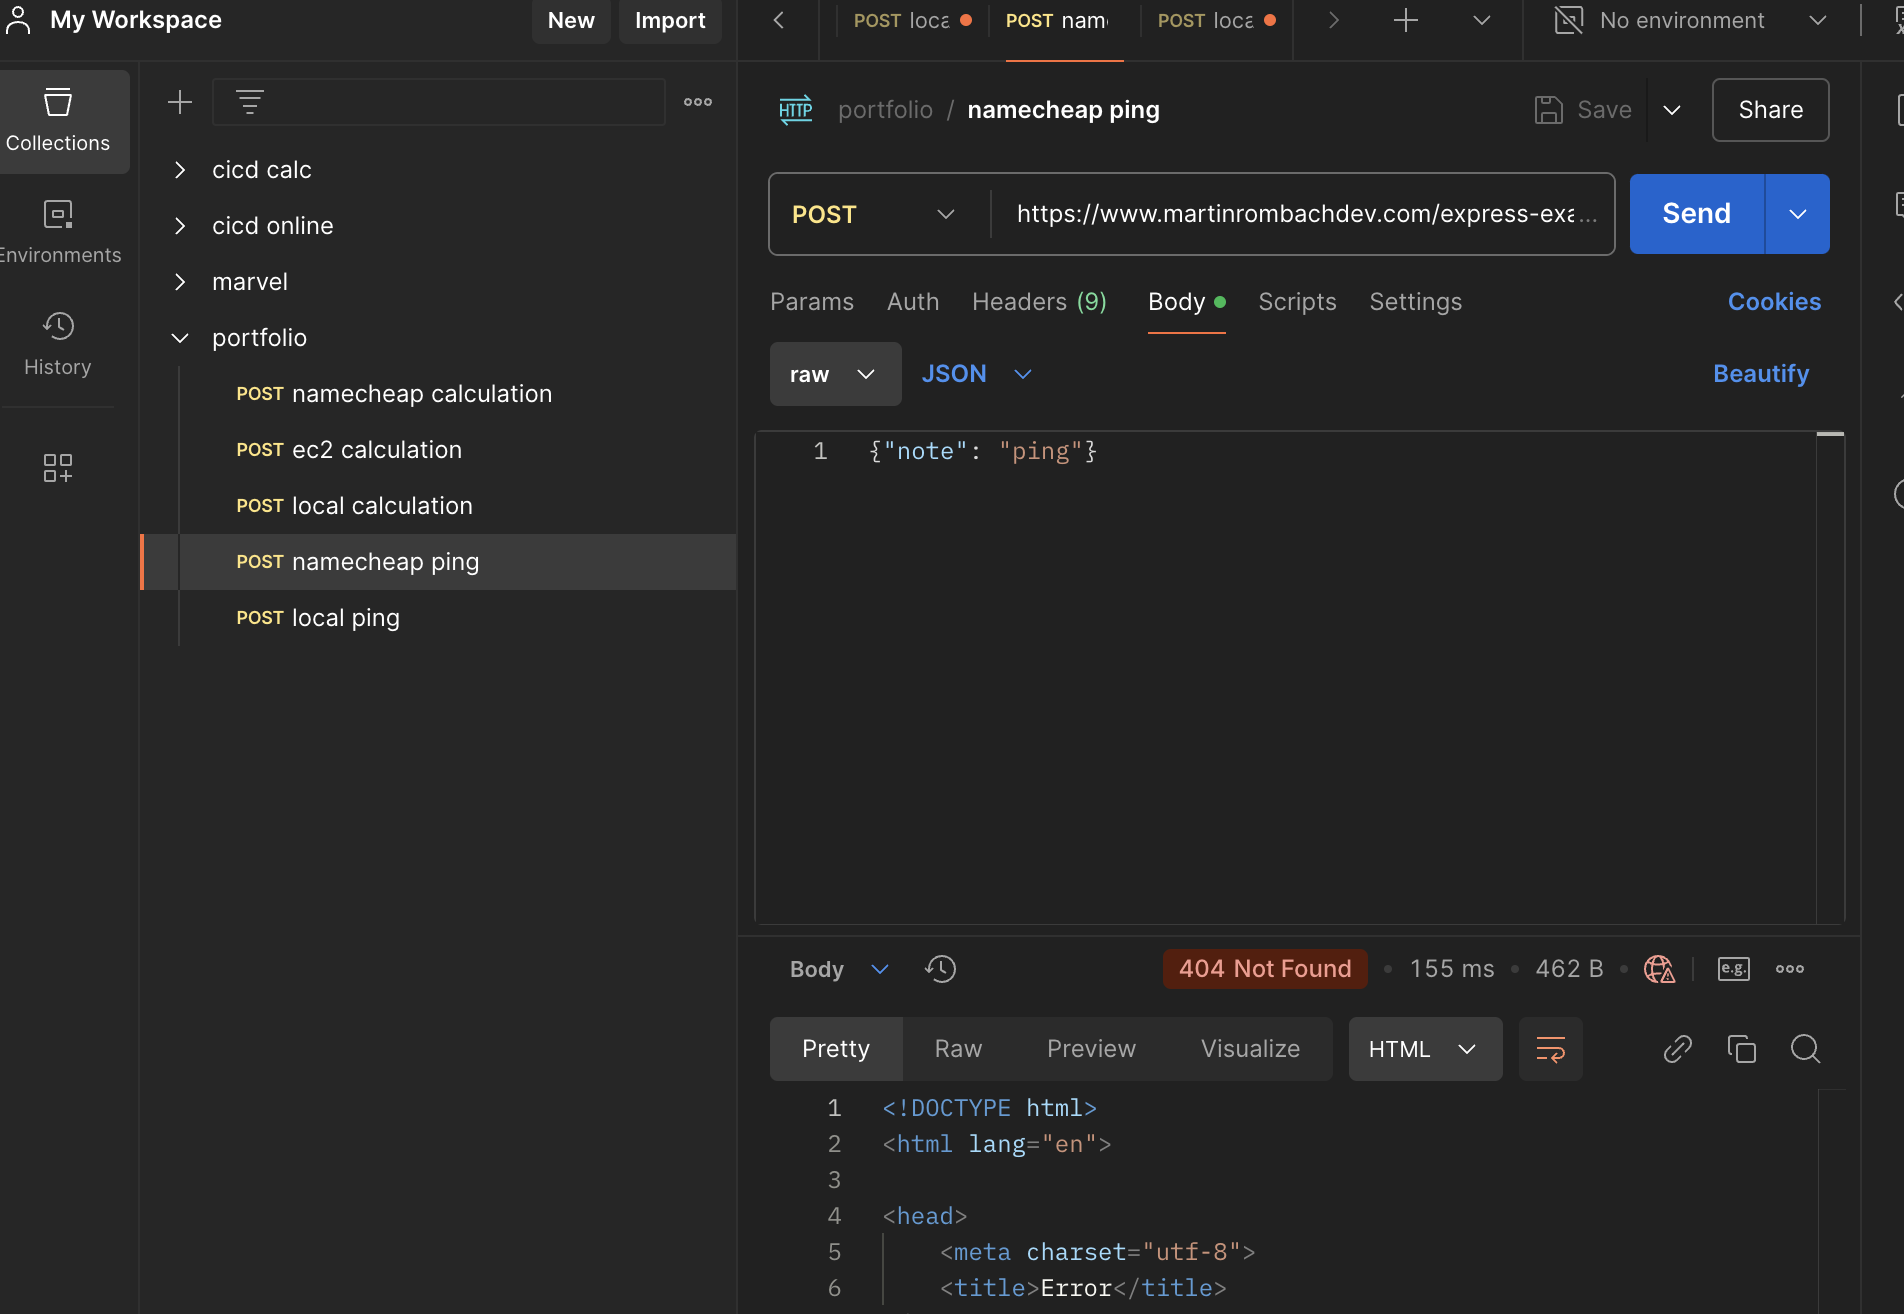 My Workspace
New
Import
POST loca
POST nam
POST loca
No environment
Collections
Environments
History
cicd calc
cicd online
marvel
portfolio
POST namecheap calculation
POST ec2 calculation
POST local calculation
POST namecheap ping
POST local ping
HTTP
portfolio / namecheap ping
Save
Share
POST
https://www.martinrombachdev.com/express-exa...
Send
Params
Auth
Headers (9)
Body
Scripts
Settings
Cookies
raw
JSON
Beautify
1 {"note": "ping"}
Body
404 Not Found
155 ms
462 B
e.g.
Pretty
Raw
Preview
Visualize
HTML
1 <!DOCTYPE html>
2 <html lang="en">
3
4 <head>
5 <meta charset="utf-8">
6 <title>Error</title>